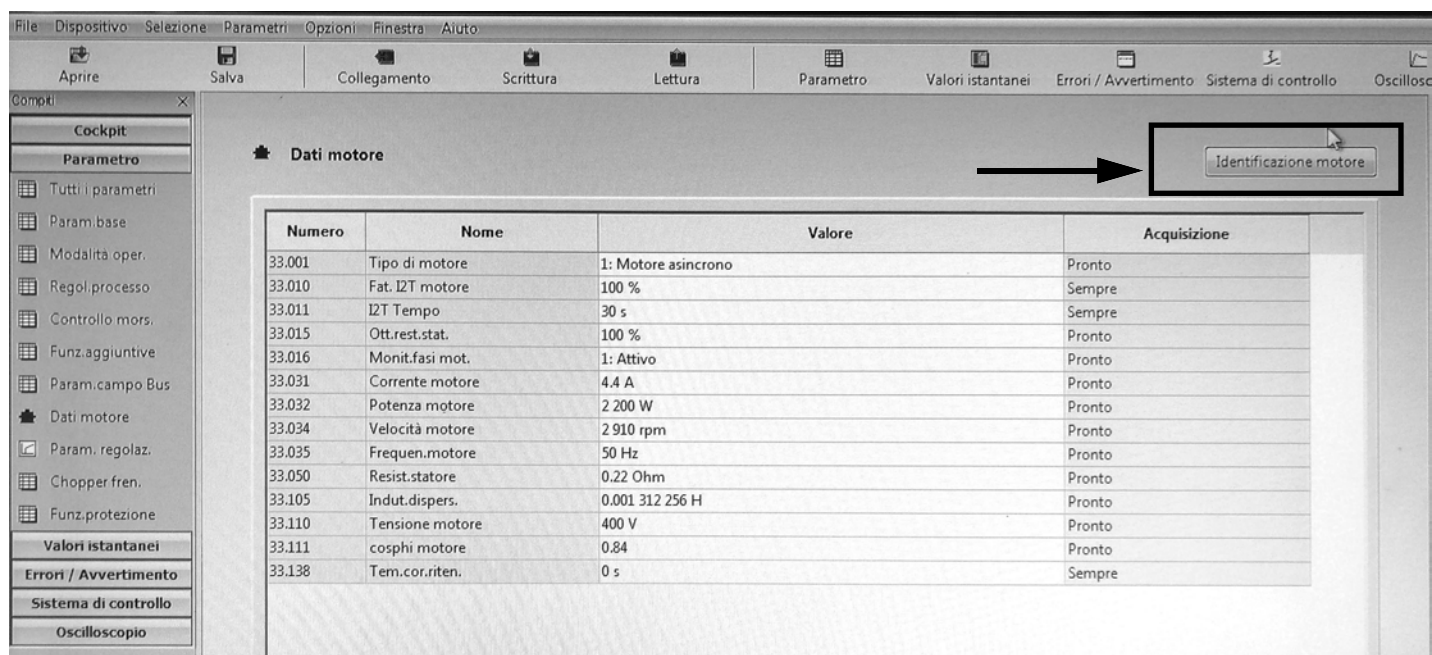 File Dispositivo Selezione Parametri Opzioni Finestra Aiuto
Aprire Salva Collegamento Scrittura Lettura Parametro Valori istantanei Errori / Avvertimento Sistema di controllo Oscillosc
Compiti
Cockpit
Parametro
Tutti i parametri
Param.base
Modalità oper.
Regol.processo
Controllo mors.
Funz.aggiuntive
Param.campo Bus
Dati motore
Param. regolaz.
Chopper fren.
Funz.protezione
Valori istantanei
Errori / Avvertimento
Sistema di controllo
Oscilloscopio
Dati motore
Identificazione motore
Numero Nome Valore Acquisizione
33.001 Tipo di motore 1: Motore asincrono Pronto
33.010 Fat. I2T motore 100 % Sempre
33.011 I2T Tempo 30 s Sempre
33.015 Ott.rest.stat. 100 % Pronto
33.016 Monit.fasi mot. 1: Attivo Pronto
33.031 Corrente motore 4.4 A Pronto
33.032 Potenza motore 2 200 W Pronto
33.034 Velocità motore 2 910 rpm Pronto
33.035 Frequen.motore 50 Hz Pronto
33.050 Resist.statore 0.22 Ohm Pronto
33.105 Indut.dispers. 0.001 312 256 H Pronto
33.110 Tensione motore 400 V Pronto
33.111 cosphi motore 0.84 Pronto
33.138 Tem.cor.riten. 0 s Sempre